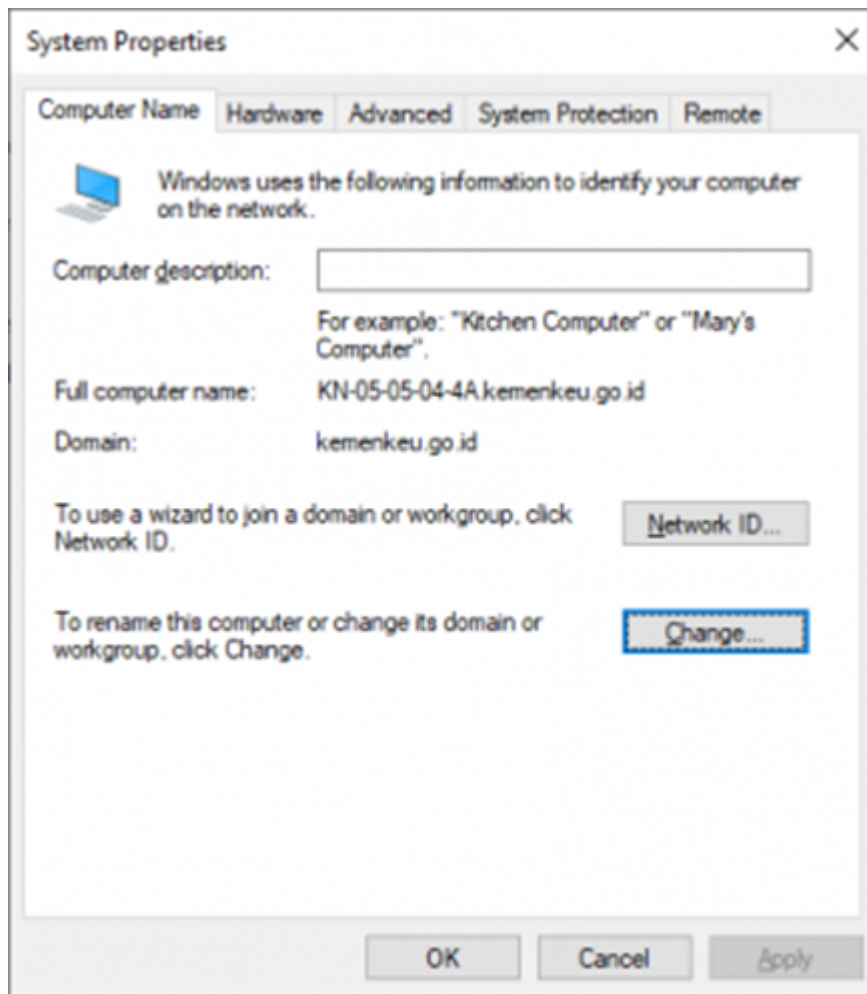 System Properties
Computer Name Hardware Advanced System Protection Remote
Windows uses the following information to identify your computer
on the network.
Computer description:
For example: "Kitchen Computer" or "Mary's
Computer".
Full computer name: KN-05-05-04-4A.kemenkeu.go.id
Domain: kemenkeu.go.id
To use a wizard to join a domain or workgroup, click
Network ID.
Network ID...
To rename this computer or change its domain or
workgroup, click Change.
Change...
OK Cancel Apply